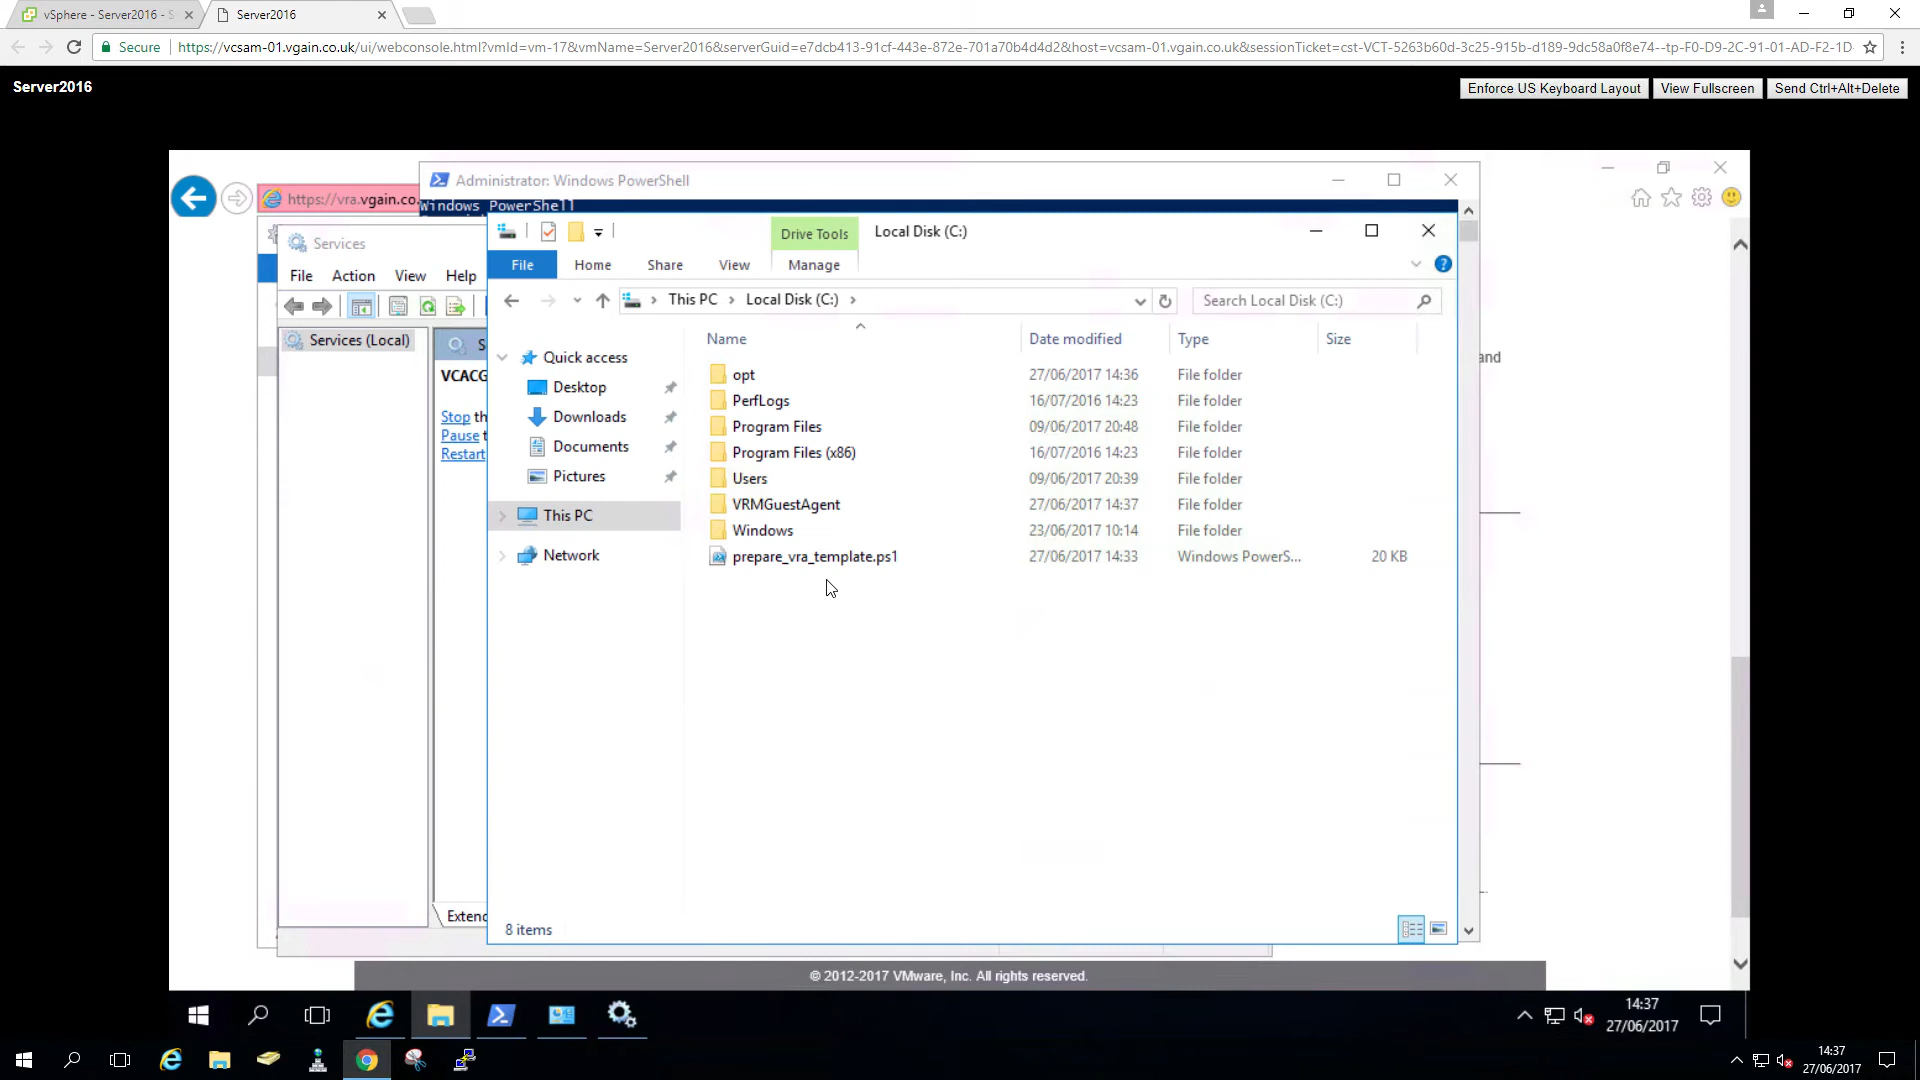 vSphere - Server2016 - S
Server2016
Secure
https://vcsam-01.vgain.co.uk/ui/webconsole.html?vmId=vm-17&vmName=Server2016&serverGuid=e7dcb413-91cf-443e-872e-701a70b4d4d2&host=vcsam-01.vgain.co.uk&sessionTicket=cst-VCT-5263b60d-3c25-915b-d189-9dc58a0f8e74--tp-F0-D9-2C-91-01-AD-F2-1D
Server2016
Enforce US Keyboard Layout
View Fullscreen
Send Ctrl+Alt+Delete
Administrator: Windows PowerShell
https://vra.vgain.co.
Windows PowerShell
Services
Drive Tools
Local Disk (C:)
File Action View Help
File Home Share View Manage
This PC > Local Disk (C:) >
Search Local Disk (C:)
Services (Local)
Name Date modified Type Size
Quick access
and
VCACG
opt 27/06/2017 14:36 File folder
Desktop
PerfLogs 16/07/2016 14:23 File folder
Stop th
Downloads
Program Files 09/06/2017 20:48 File folder
Pause t
Documents
Program Files (x86) 16/07/2016 14:23 File folder
Restart
Pictures
Users 09/06/2017 20:39 File folder
VRMGuestAgent 27/06/2017 14:37 File folder
This PC
Windows 23/06/2017 10:14 File folder
Network
prepare_vra_template.ps1 27/06/2017 14:33 Windows PowerS... 20 KB
Extend
8 items
© 2012-2017 VMware, Inc. All rights reserved.
14:37
27/06/2017
14:37
27/06/2017